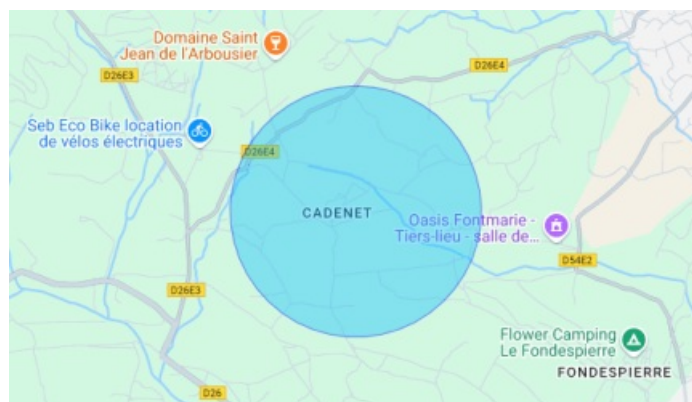 Domaine Saint
Jean de l'Arbousier
D26E3
D26E4
Seb Eco Bike location
de vélos électriques
D26E4
CADENET
Oasis Fontmarie -
Tiers-lieu - salle de...
D54E2
D26E3
Flower Camping
Le Fondespierre
FONDESPIERRE
D26